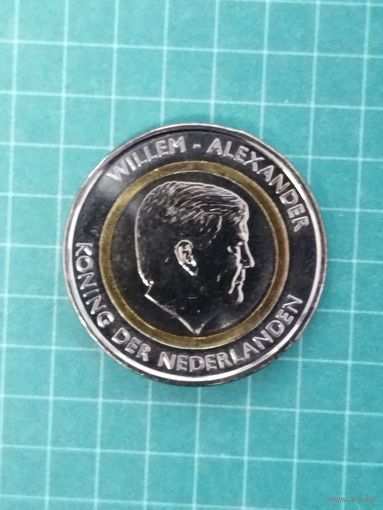 WILLEM - ALEXANDER
KONING DER NEDERLANDEN